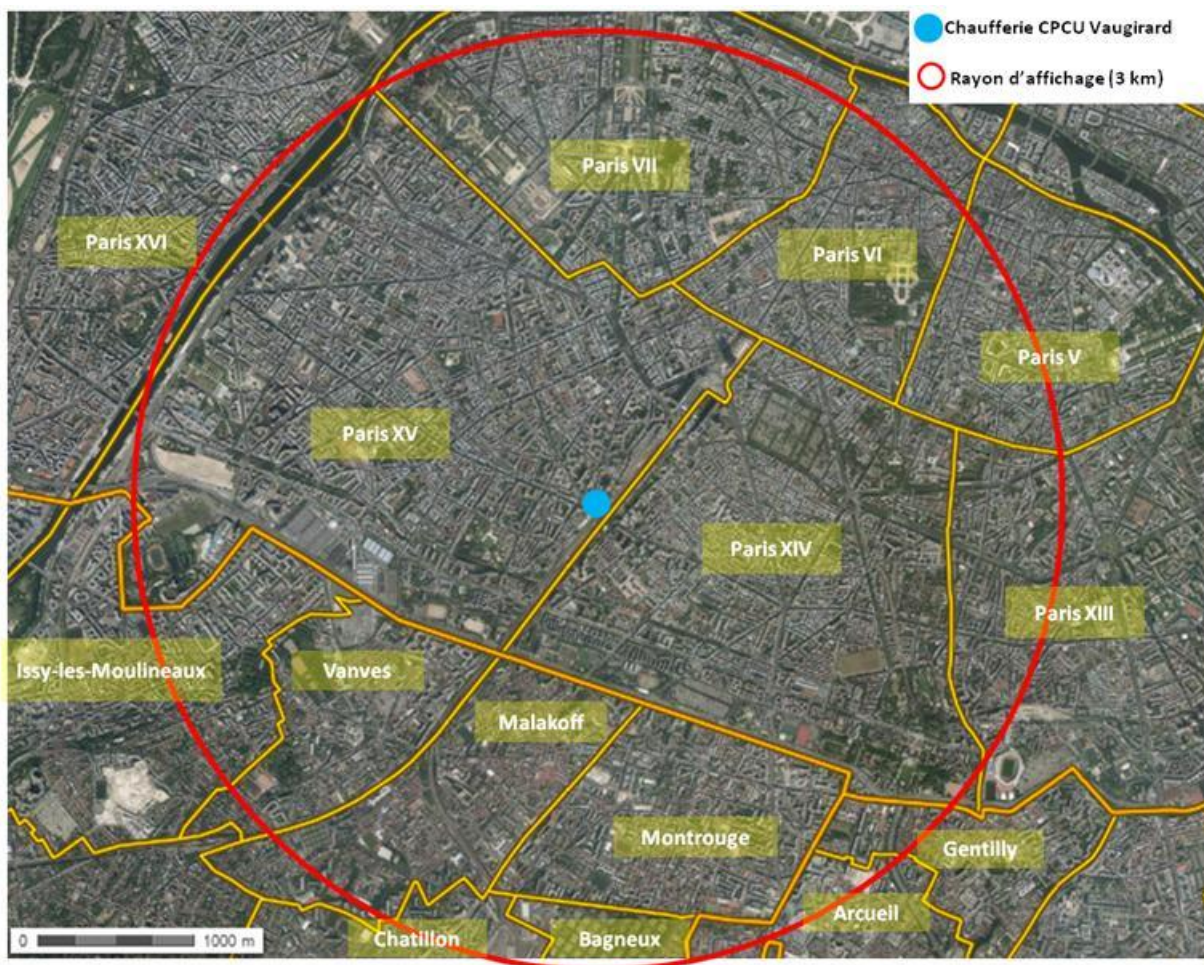 Chaufferie CPCU Vaugirard
Rayon d'affichage (3 km)
Paris VII
Paris XVI
Paris VI
Paris V
Paris XV
Paris XIV
Paris XIII
Issy-les-Moulineaux
Vanves
Malakoff
Montrouge
Gentilly
Arcueil
Chatillon
Bagneux
0 1000 m